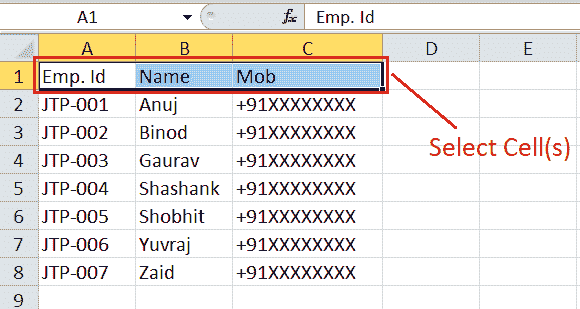 A1 fx Emp. Id
A B C D E
1 Emp. Id Name Mob
2 JTP-001 Anuj +91XXXXXXXX
3 JTP-002 Binod +91XXXXXXXX
4 JTP-003 Gaurav +91XXXXXXXX
Select Cell(s)
5 JTP-004 Shashank +91XXXXXXXX
6 JTP-005 Shobhit +91XXXXXXXX
7 JTP-006 Yuvraj +91XXXXXXXX
8 JTP-007 Zaid +91XXXXXXXX
9